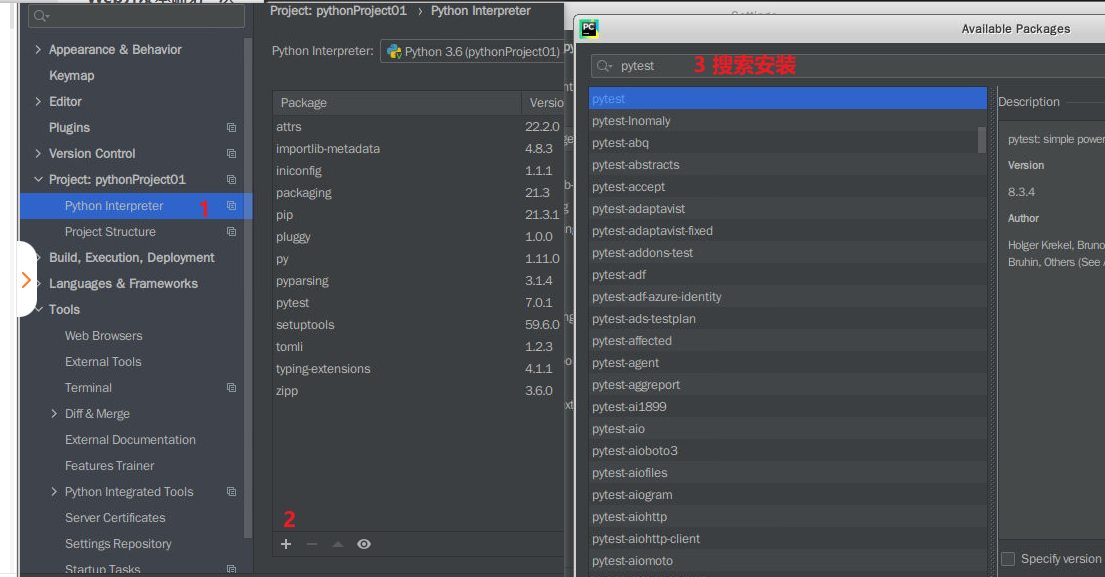 Project: pythonProject01 › Python Interpreter
Appearance & Behavior
Keymap
Editor
Plugins
Version Control
Project: pythonProject01
Python Interpreter
1
Project Structure
Build, Execution, Deployment
Languages & Frameworks
Tools
Web Browsers
External Tools
Terminal
Diff & Merge
External Documentation
Features Trainer
Python Integrated Tools
Server Certificates
Settings Repository
Startup Tasks
Python Interpreter: Python 3.6 (pythonProject01)
Package Versio
attrs 22.2.0
importlib-metadata 4.8.3
iniconfig 1.1.1
packaging 21.3
pip 21.3.1
pluggy 1.0.0
py 1.11.0
pyparsing 3.1.4
pytest 7.0.1
setuptools 59.6.0
tomli 1.2.3
typing-extensions 4.1.1
zipp 3.6.0
2
PC
Available Packages
pytest
3 搜索安装
pytest
pytest-lnomaly
pytest-abq
pytest-abstracts
pytest-accept
pytest-adaptavist
pytest-adaptavist-fixed
pytest-addons-test
pytest-adf
pytest-adf-azure-identity
pytest-ads-testplan
pytest-affected
pytest-agent
pytest-aggreport
pytest-ai1899
pytest-aio
pytest-aioboto3
pytest-aiofiles
pytest-aiogram
pytest-aiohttp
pytest-aiohttp-client
pytest-aiomoto
Description
pytest: simple power
Version
8.3.4
Author
Holger Krekel, Bruno
Bruhin, Others (See
Specify version